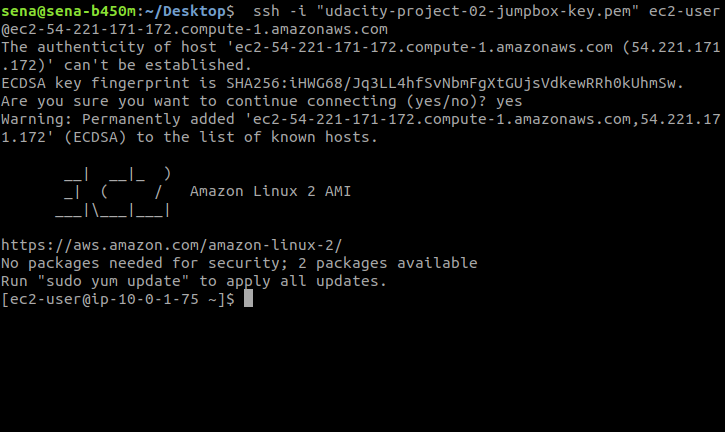 sena@sena-b450m:~/Desktop$  ssh -i "udacity-project-02-jumpbox-key.pem" ec2-user
@ec2-54-221-171-172.compute-1.amazonaws.com
The authenticity of host 'ec2-54-221-171-172.compute-1.amazonaws.com (54.221.171
.172)' can't be established.
ECDSA key fingerprint is SHA256:iHWG68/Jq3LL4hfSvNbmFgXtGUjsVdkewRRh0kUhmSw.
Are you sure you want to continue connecting (yes/no)? yes
Warning: Permanently added 'ec2-54-221-171-172.compute-1.amazonaws.com,54.221.17
1.172' (ECDSA) to the list of known hosts.

       __|  __|_  )
       _|  (     /   Amazon Linux 2 AMI
      ___|\___|___|

https://aws.amazon.com/amazon-linux-2/
No packages needed for security; 2 packages available
Run "sudo yum update" to apply all updates.
[ec2-user@ip-10-0-1-75 ~]$